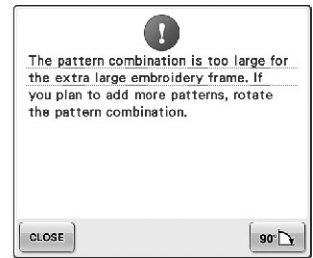 The pattern combination is too large for
the extra large embroidery frame. If
you plan to add more patterns, rotate
the pattern combination.
CLOSE
90°